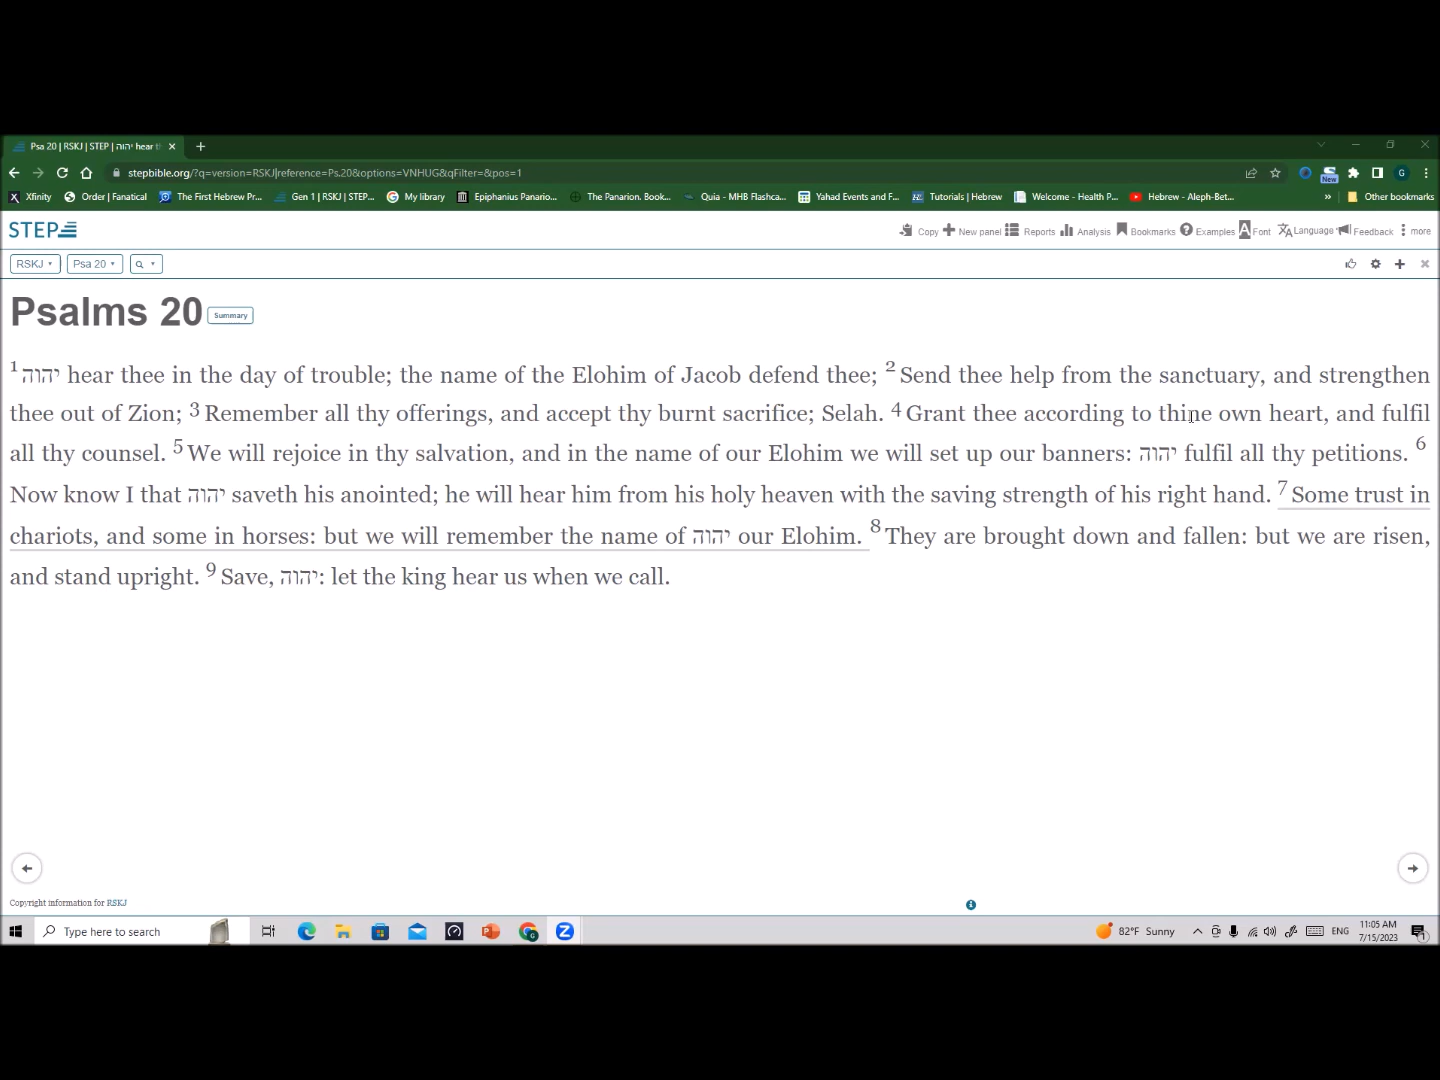 Psa 20 | RSKJ | STEP | יהוה hear t
stepbible.org/?q=version=RSKJ|reference=Ps.20&options=VNHUG&qFilter=&pos=1
G
Xfinity Order | Fanatical The First Hebrew Pr... Gen 1 | RSKJ | STEP... My library Epiphanius Panario... The Panarion. Book... Quia - MHB Flashca... Yahad Events and F... Tutorials | Hebrew Welcome - Health P... Hebrew - Aleph-Bet... » Other bookmarks
New
STEP Copy New panel Reports Analysis Bookmarks Examples Font Language Feedback more
RSKJ Psa 20
Psalms 20 Summary
1 יהוה hear thee in the day of trouble; the name of the Elohim of Jacob defend thee; 2 Send thee help from the sanctuary, and strengthen
thee out of Zion; 3 Remember all thy offerings, and accept thy burnt sacrifice; Selah. 4 Grant thee according to thine own heart, and fulfil
all thy counsel. 5 We will rejoice in thy salvation, and in the name of our Elohim we will set up our banners: יהוה fulfil all thy petitions. 6
Now know I that יהוה saveth his anointed; he will hear him from his holy heaven with the saving strength of his right hand. 7 Some trust in
chariots, and some in horses: but we will remember the name of יהוה our Elohim. 8 They are brought down and fallen: but we are risen,
and stand upright. 9 Save, יהוה: let the king hear us when we call.
Copyright information for RSKJ
Type here to search 82°F Sunny ENG 11:05 AM
7/15/2023